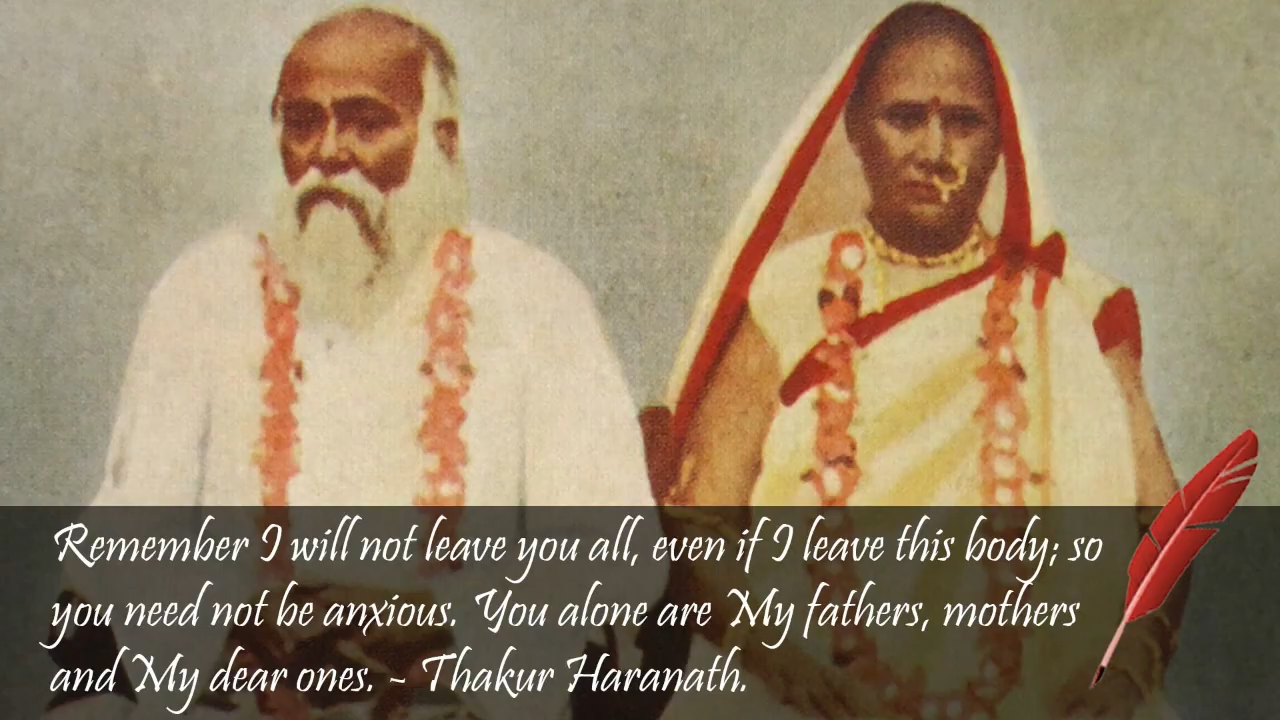 Remember I will not leave you all, even if I leave this body; so
you need not be anxious. You alone are My fathers, mothers
and My dear ones. ~ Thakur Haranath.